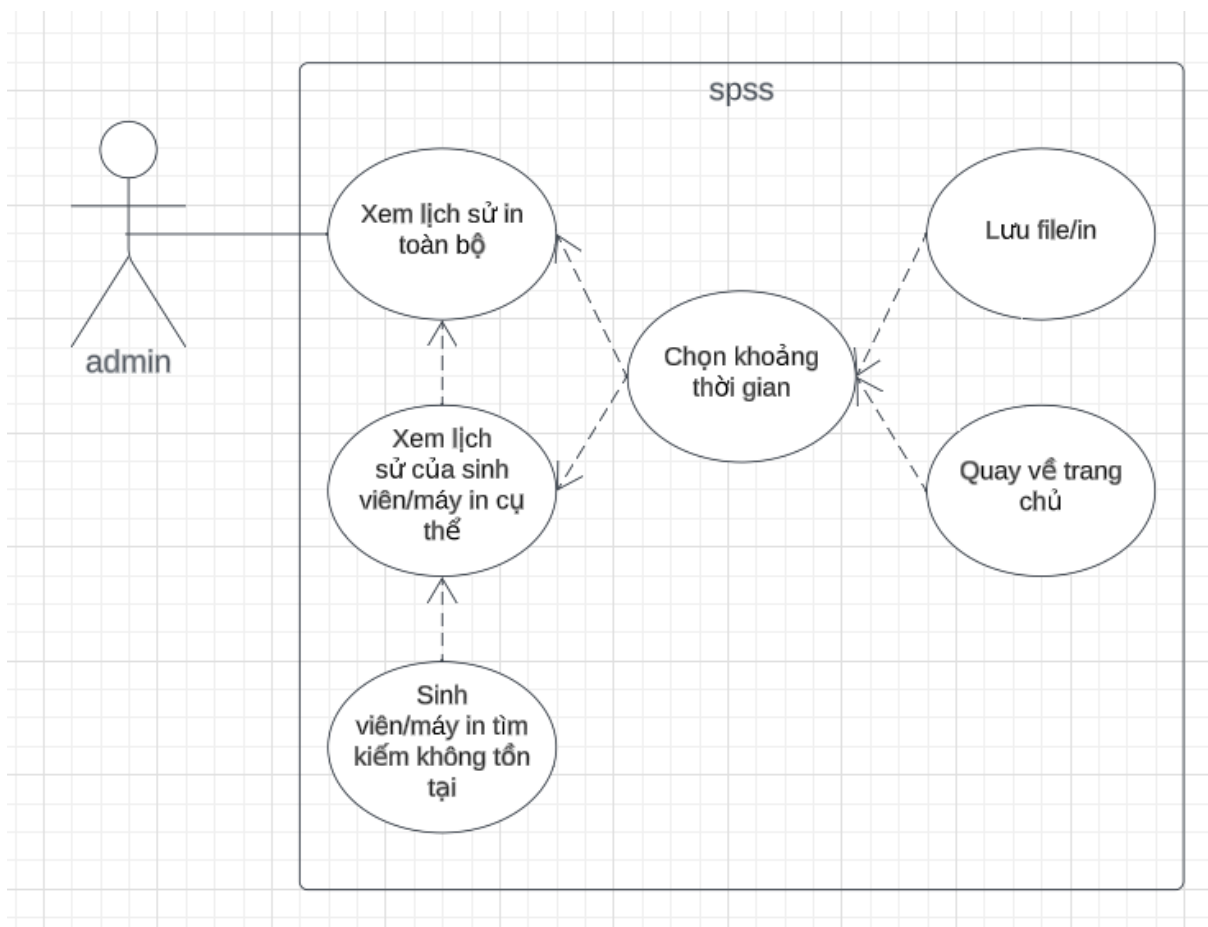 spss
Xem lịch sử in
toàn bộ
Lưu file/in
Chọn khoảng
thời gian
admin
Xem lịch
sử của sinh
viên/máy in cụ
thể
Quay về trang
chủ
Sinh
viên/máy in tìm
kiếm không tồn
tại